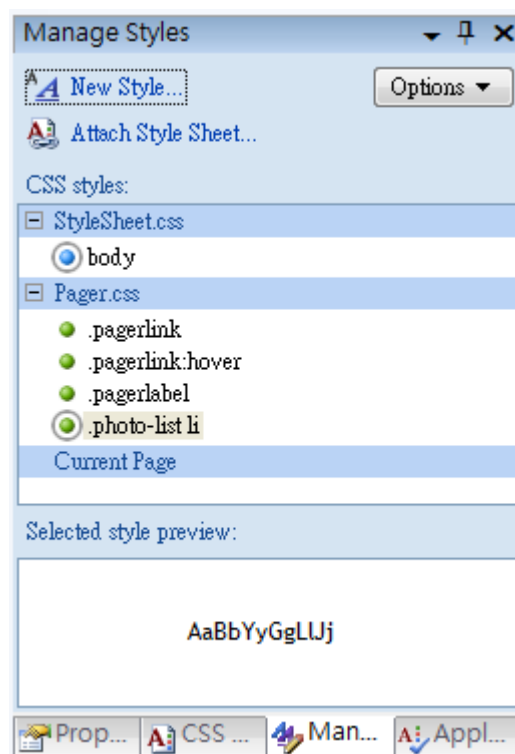 Manage Styles
New Style...
Options
Attach Style Sheet...
CSS styles:
StyleSheet.css
body
Pager.css
.pagerlink
.pagerlink:hover
.pagerlabel
.photo-list li
Current Page
Selected style preview:
AaBbYyGgLlJj
Prop... CSS ... Man... Appl...